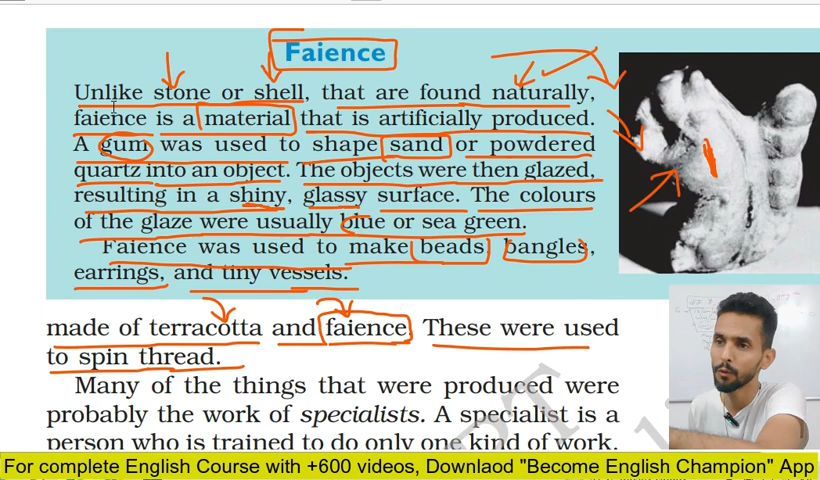 Faience
Unlike stone or shell, that are found naturally,
faience is a material that is artificially produced.
A gum was used to shape sand or powdered
quartz into an object. The objects were then glazed,
resulting in a shiny, glassy surface. The colours
of the glaze were usually blue or sea green.
Faience was used to make beads, bangles,
earrings, and tiny vessels.
made of terracotta and faience. These were used
to spin thread.
Many of the things that were produced were
probably the work of specialists. A specialist is a
person who is trained to do only one kind of work,
For complete English Course with +600 videos, Downlaod "Become English Champion" App